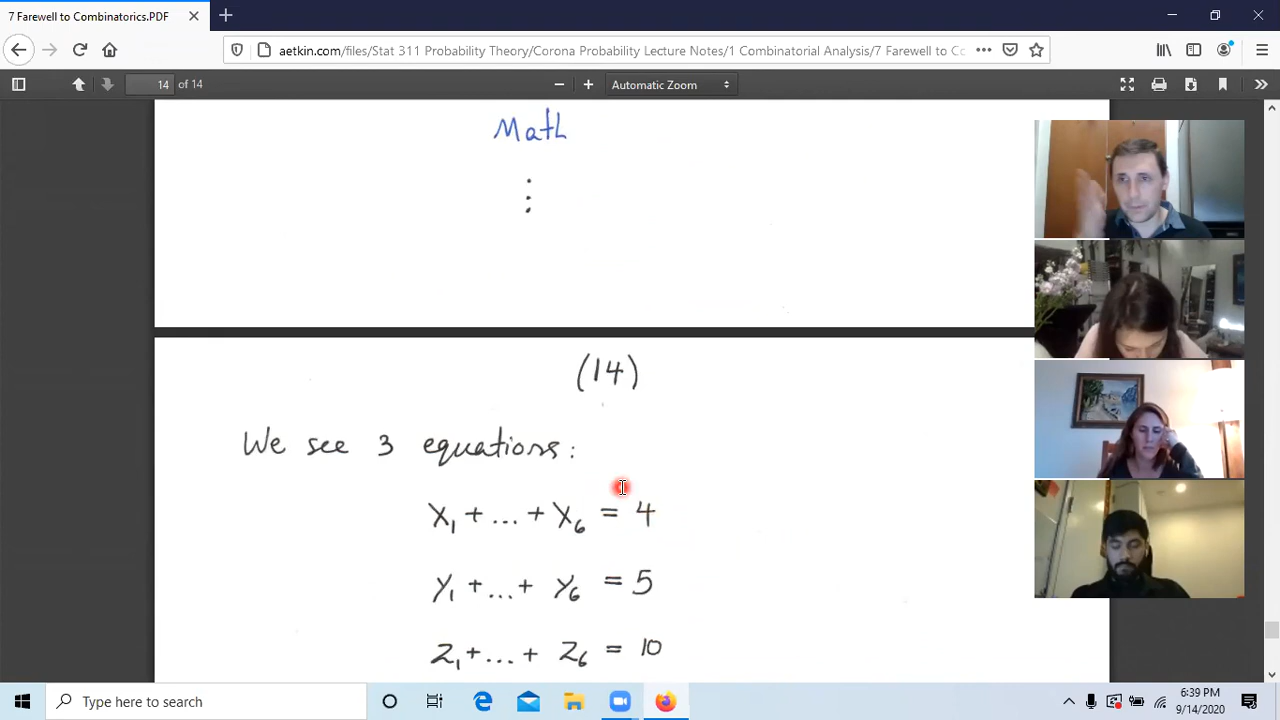 7 Farewell to Combinatorics.PDF
aetkin.com/files/Stat 311 Probability Theory/Corona Probability Lecture Notes/1 Combinatorial Analysis/7 Farewell to Co
14 of 14
Automatic Zoom
Math
:
(14)
We see 3 equations:
X₁ + ... + X₆ = 4
y₁ + ... + y₆ = 5
Z₁ + ... + Z₆ = 10
Type here to search
6:39 PM
9/14/2020